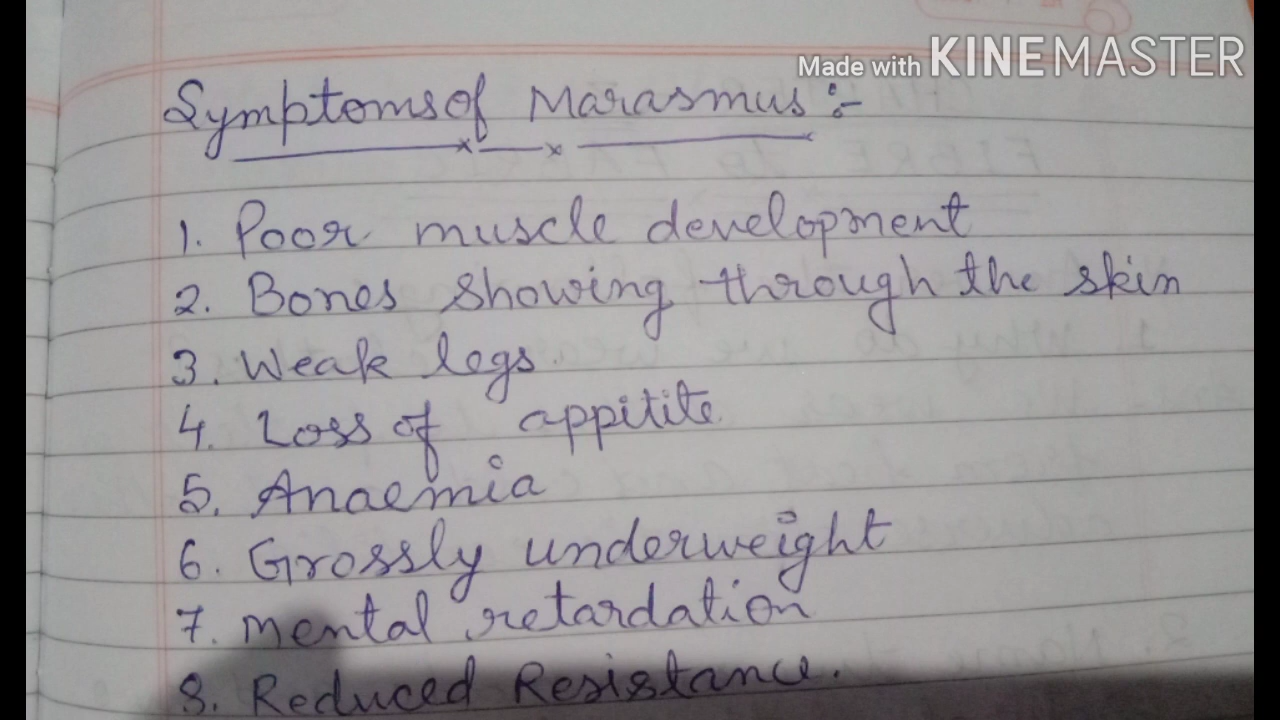 Made with KINEMASTER
Symptoms of Marasmus :-
1. Poor muscle development
2. Bones showing through the skin
3. Weak legs.
4. Loss of appitite
5. Anaemia
6. Grossly underweight
7. Mental retardation
8. Reduced Resistance.